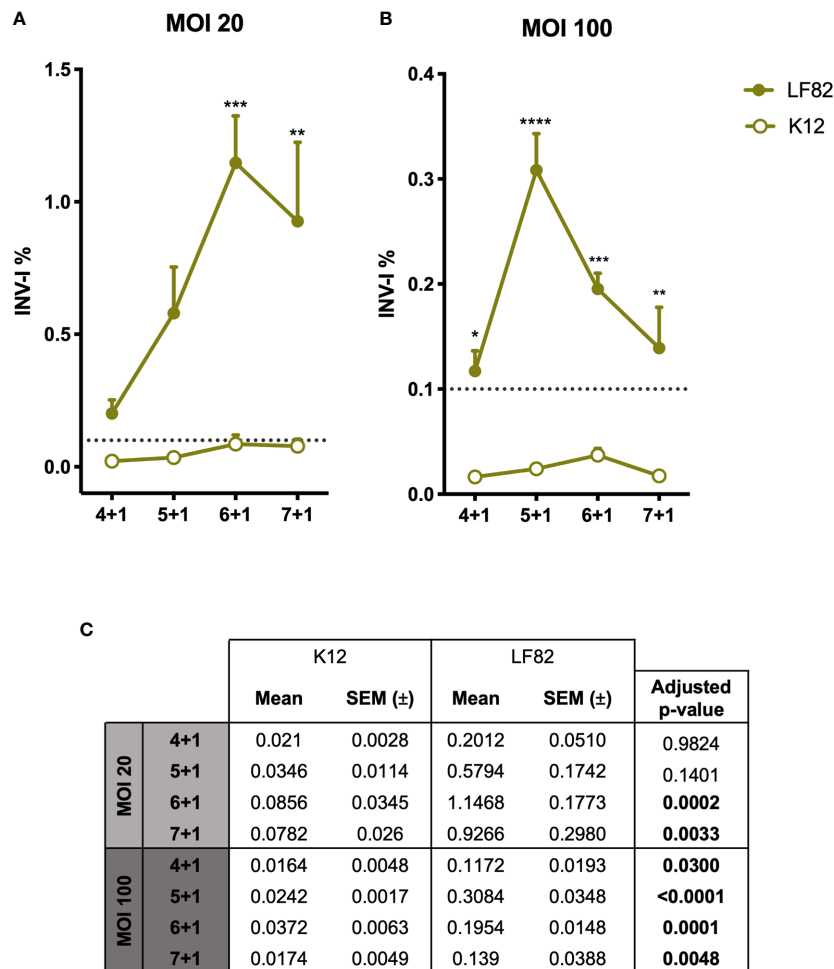 A
MOI 20
INV-I %
1.5
1.0
0.5
0.0
***
**
4+1 5+1 6+1 7+1
B
MOI 100
INV-I %
0.4
0.3
0.2
0.1
0.0
*
****
***
**
4+1 5+1 6+1 7+1
LF82
K12
C
K12 LF82
Mean SEM (±) Mean SEM (±) Adjusted p-value
MOI 20
4+1 0.021 0.0028 0.2012 0.0510 0.9824
5+1 0.0346 0.0114 0.5794 0.1742 0.1401
6+1 0.0856 0.0345 1.1468 0.1773 0.0002
7+1 0.0782 0.026 0.9266 0.2980 0.0033
MOI 100
4+1 0.0164 0.0048 0.1172 0.0193 0.0300
5+1 0.0242 0.0017 0.3084 0.0348 <0.0001
6+1 0.0372 0.0063 0.1954 0.0148 0.0001
7+1 0.0174 0.0049 0.139 0.0388 0.0048